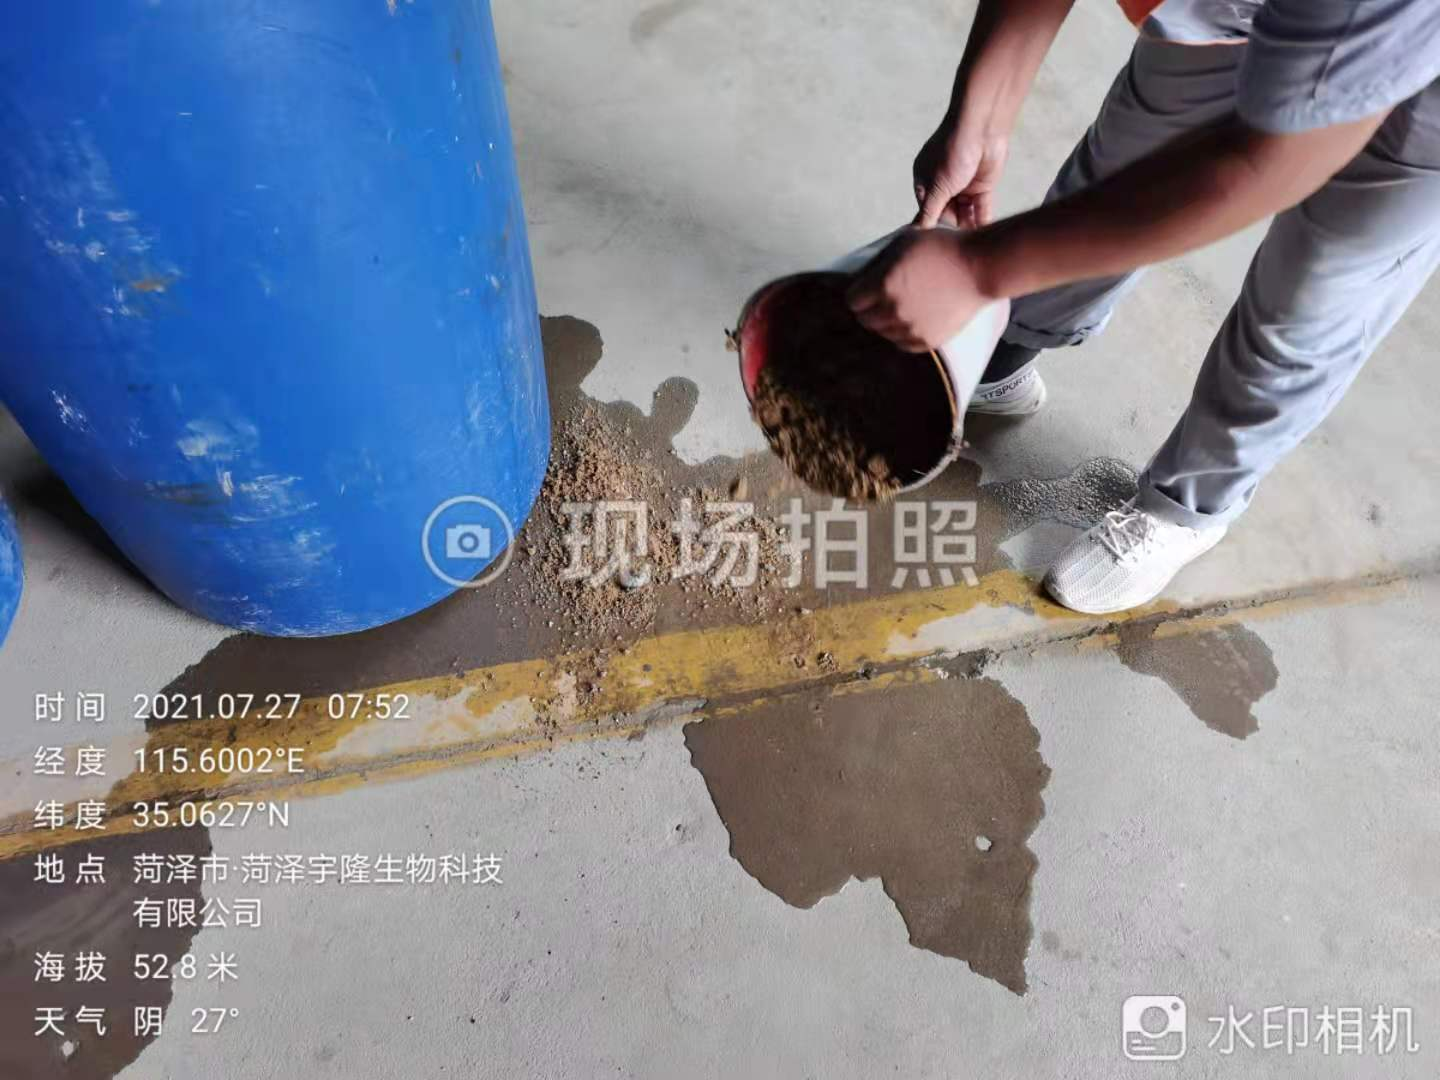 TTSPORT
现场拍照
时间 2021.07.27 07:52
经度 115.6002°E
纬度 35.0627°N
地点 菏泽市·菏泽宇隆生物科技
有限公司
海拔 52.8 米
天气 阴 27°
水印相机